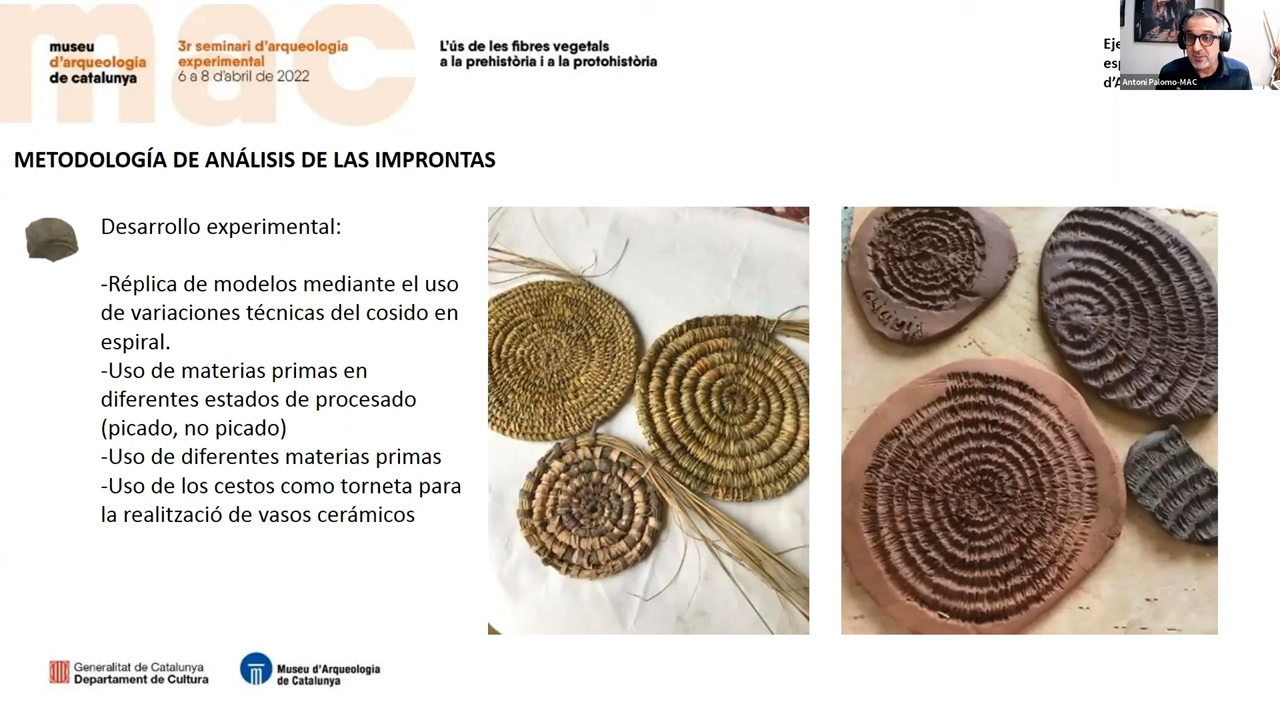 mac
museu
d'arqueologia
de catalunya
3r seminari d'arqueologia
experimental
6 a 8 d'abril de 2022
L'ús de les fibres vegetals
a la prehistòria i a la protohistòria
Antoni Palomo-MAC
METODOLOGÍA DE ANÁLISIS DE LAS IMPRONTAS
Desarrollo experimental:
-Réplica de modelos mediante el uso
de variaciones técnicas del cosido en
espiral.
-Uso de materias primas en
diferentes estados de procesado
(picado, no picado)
-Uso de diferentes materias primas
-Uso de los cestos como torneta para
la realització de vasos cerámicos
Generalitat de Catalunya
Departament de Cultura
Museu d'Arqueologia
de Catalunya